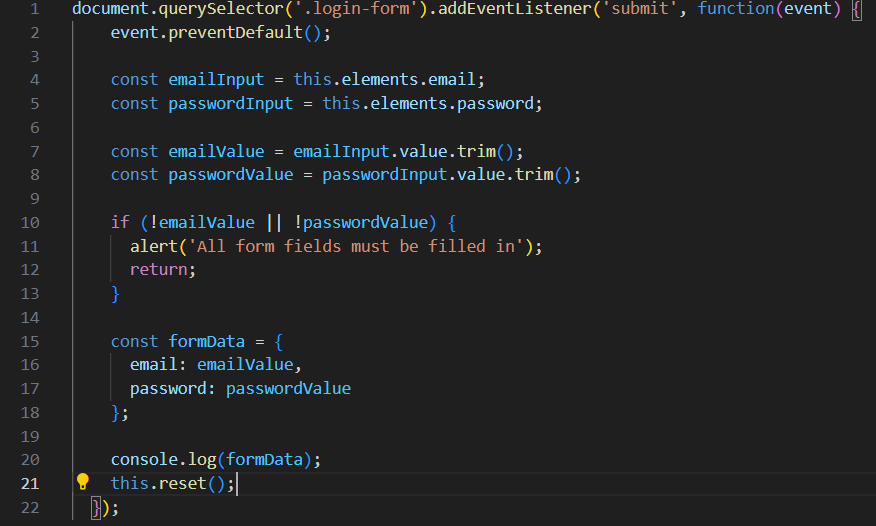 1 document.querySelector('.login-form').addEventListener('submit', function(event) {
2 event.preventDefault();
3
4 const emailInput = this.elements.email;
5 const passwordInput = this.elements.password;
6
7 const emailValue = emailInput.value.trim();
8 const passwordValue = passwordInput.value.trim();
9
10 if (!emailValue || !passwordValue) {
11 alert('All form fields must be filled in');
12 return;
13 }
14
15 const formData = {
16 email: emailValue,
17 password: passwordValue
18 };
19
20 console.log(formData);
21 this.reset();
22 });